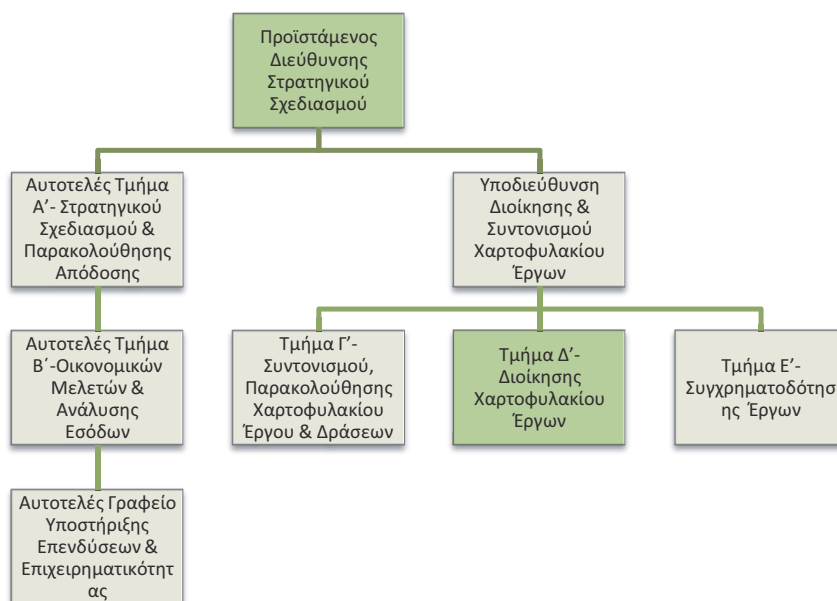 Προϊστάμενος
Διεύθυνσης
Στρατηγικού
Σχεδιασμού
Αυτοτελές Τμήμα
Α'- Στρατηγικού
Σχεδιασμού &
Παρακολούθησης
Απόδοσης
Υποδιεύθυνση
Διοίκησης &
Συντονισμού
Χαρτοφυλακίου
Έργων
Αυτοτελές Τμήμα
Β΄-Οικονομικών
Μελετών &
Ανάλυσης
Εσόδων
Τμήμα Γ'-
Συντονισμού,
Παρακολούθησης
Χαρτοφυλακίου
Έργου & Δράσεων
Τμήμα Δ'-
Διοίκησης
Χαρτοφυλακίου
Έργων
Τμήμα Ε'-
Συγχρηματοδότησ
ης Έργων
Αυτοτελές Γραφείο
Υποστήριξης
Επενδύσεων &
Επιχειρηματικότητ
ας